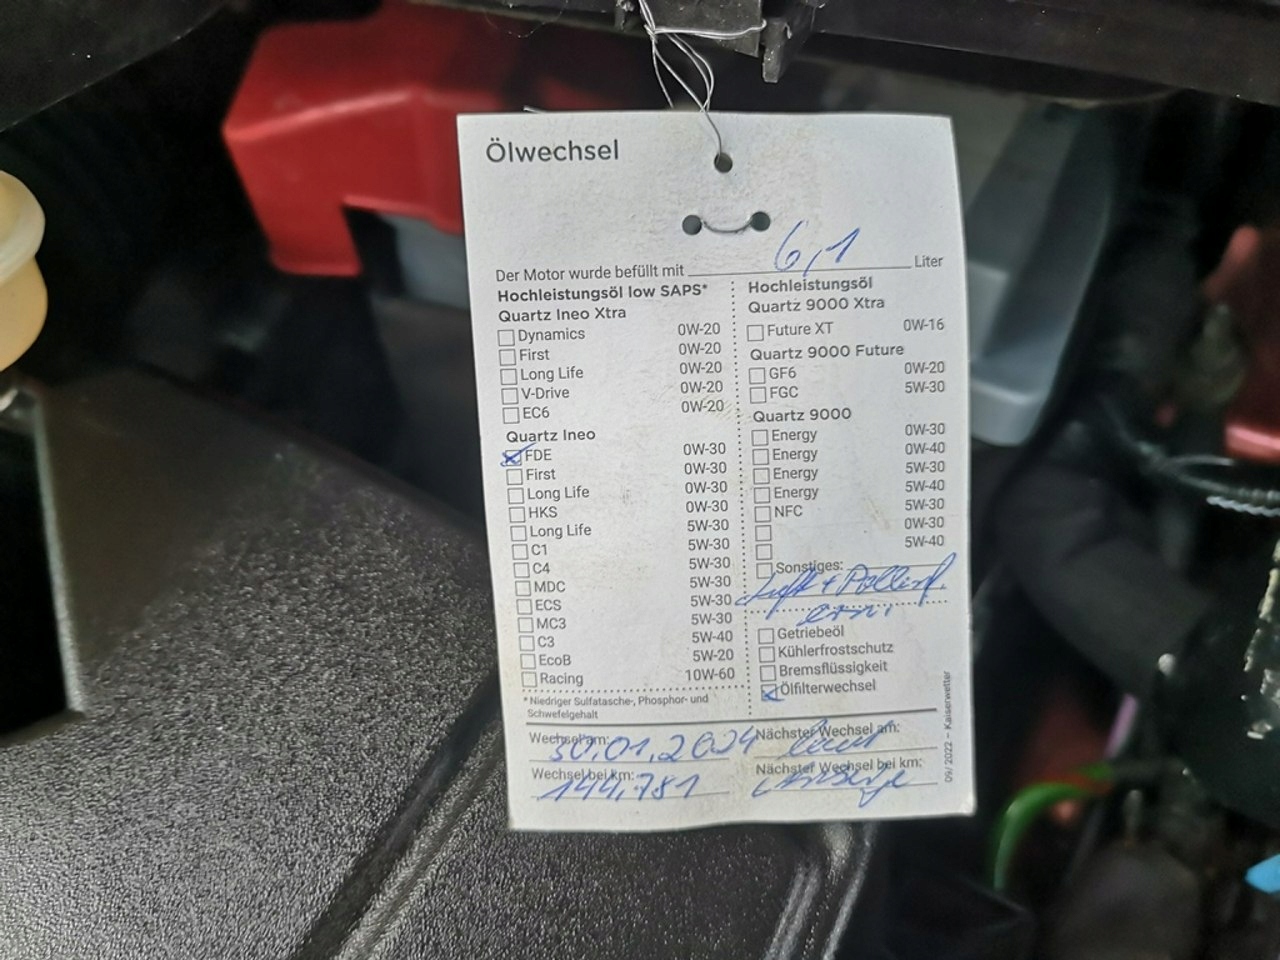 Ölwechsel
Der Motor wurde befüllt mit 6,1 Liter
Hochleistungsöl low SAPS*
Quartz Ineo Xtra
Dynamics 0W-20
First 0W-20
Long Life 0W-20
V-Drive 0W-20
EC6 0W-20
Quartz Ineo
FDE 0W-30
First 0W-30
Long Life 0W-30
HKS 0W-30
Long Life 5W-30
C1 5W-30
C4 5W-30
MDC 5W-30
ECS 5W-30
MC3 5W-30
C3 5W-40
EcoB 5W-20
Racing 10W-60
* Niedriger Sulfatasche-, Phosphor- und
Schwefelgehalt
Hochleistungsöl
Quartz 9000 Xtra
Future XT 0W-16
Quartz 9000 Future
GF6 0W-20
FGC 5W-30
Quartz 9000
Energy 0W-30
Energy 0W-40
Energy 5W-30
Energy 5W-40
NFC 5W-30
0W-30
5W-40
Sonstiges:
Luft + Pollenf.
ern.
Getriebeöl
Kühlerfrostschutz
Bremsflüssigkeit
Ölfilterwechsel
Wechsel am: 30.01.2024
Nächster Wechsel am: laut
Wechsel bei km: 144.781
Nächster Wechsel bei km: Anzeige
09/2022 – Kaiserwetter